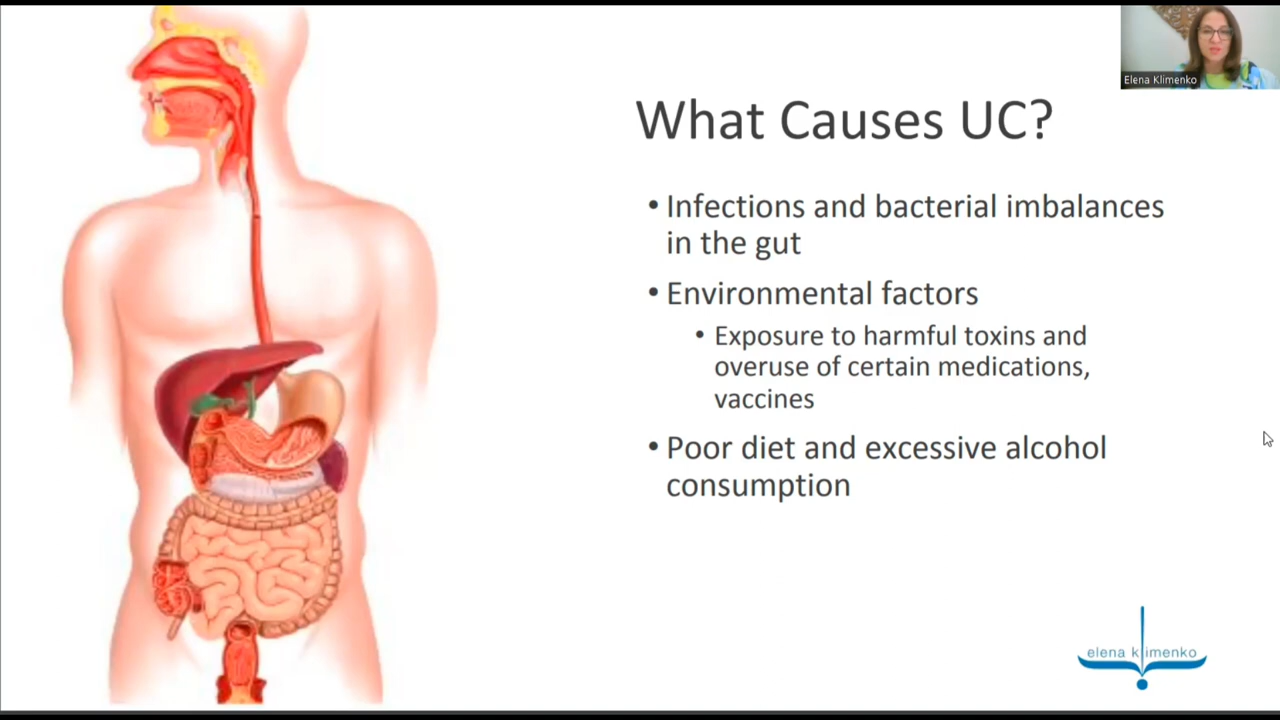 Elena Klimenko
What Causes UC?
• Infections and bacterial imbalances
in the gut
• Environmental factors
• Exposure to harmful toxins and
overuse of certain medications,
vaccines
• Poor diet and excessive alcohol
consumption
elena klimenko